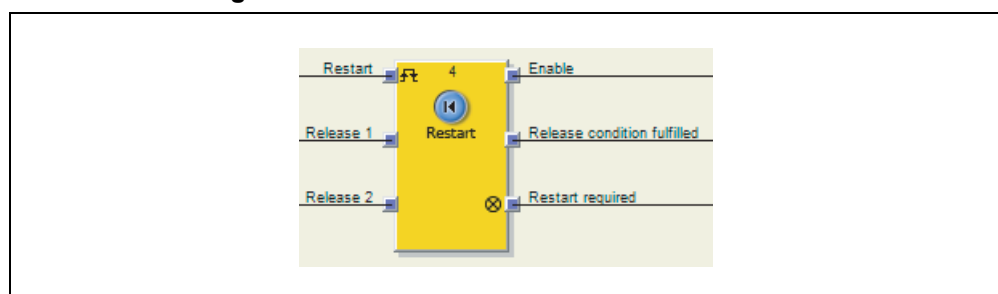 Restart 4 Enable
Release 1 Restart Release condition fulfilled
Release 2 Restart required